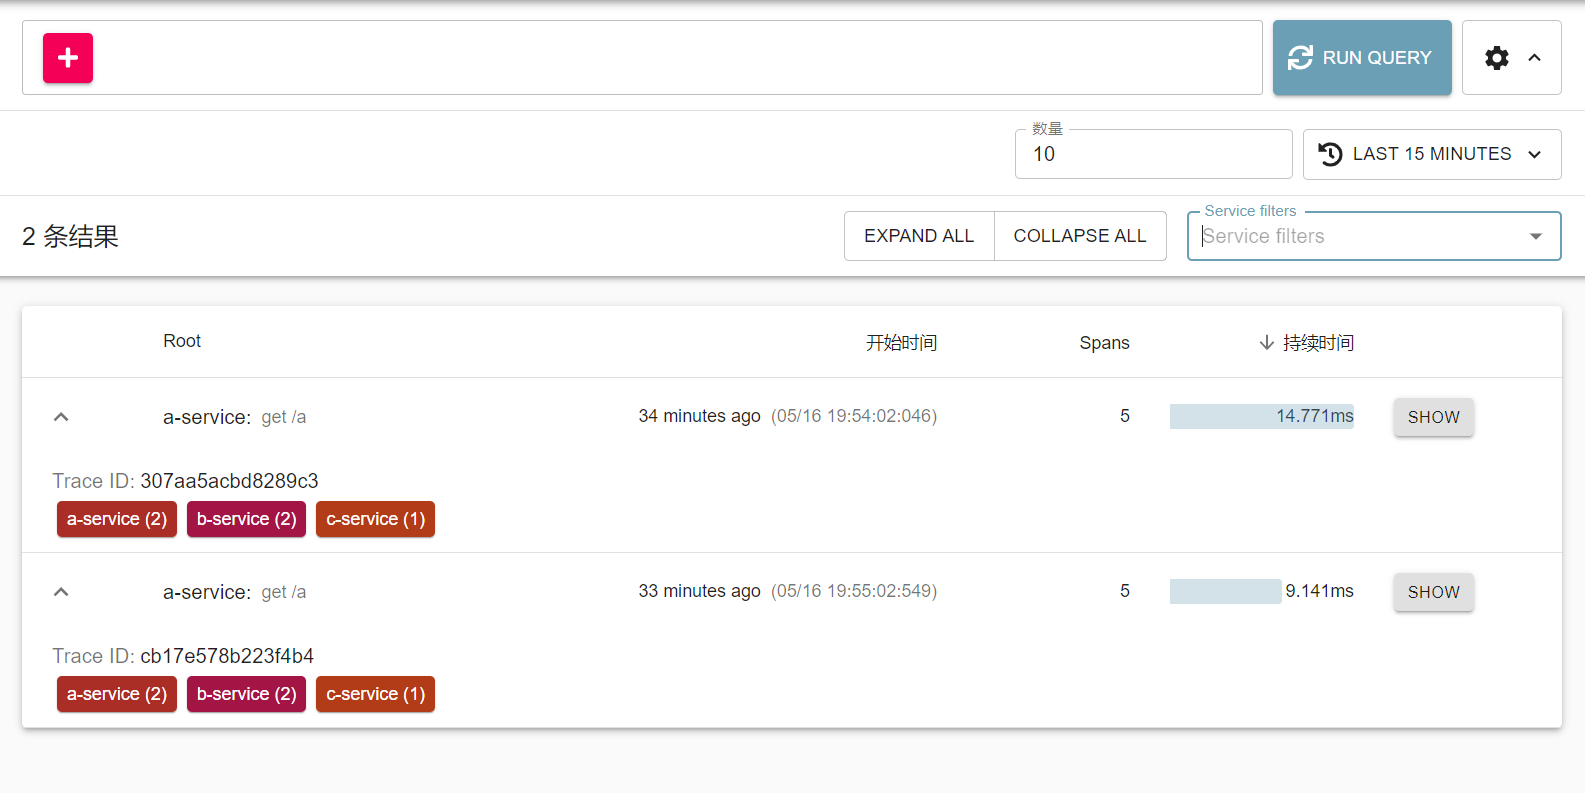 RUN QUERY
数量
10
LAST 15 MINUTES
2 条结果
EXPAND ALL
COLLAPSE ALL
Service filters
Service filters
Root 开始时间 Spans 持续时间
a-service: get /a 34 minutes ago (05/16 19:54:02:046) 5 14.771ms SHOW
Trace ID: 307aa5acbd8289c3
a-service (2) b-service (2) c-service (1)
a-service: get /a 33 minutes ago (05/16 19:55:02:549) 5 9.141ms SHOW
Trace ID: cb17e578b223f4b4
a-service (2) b-service (2) c-service (1)